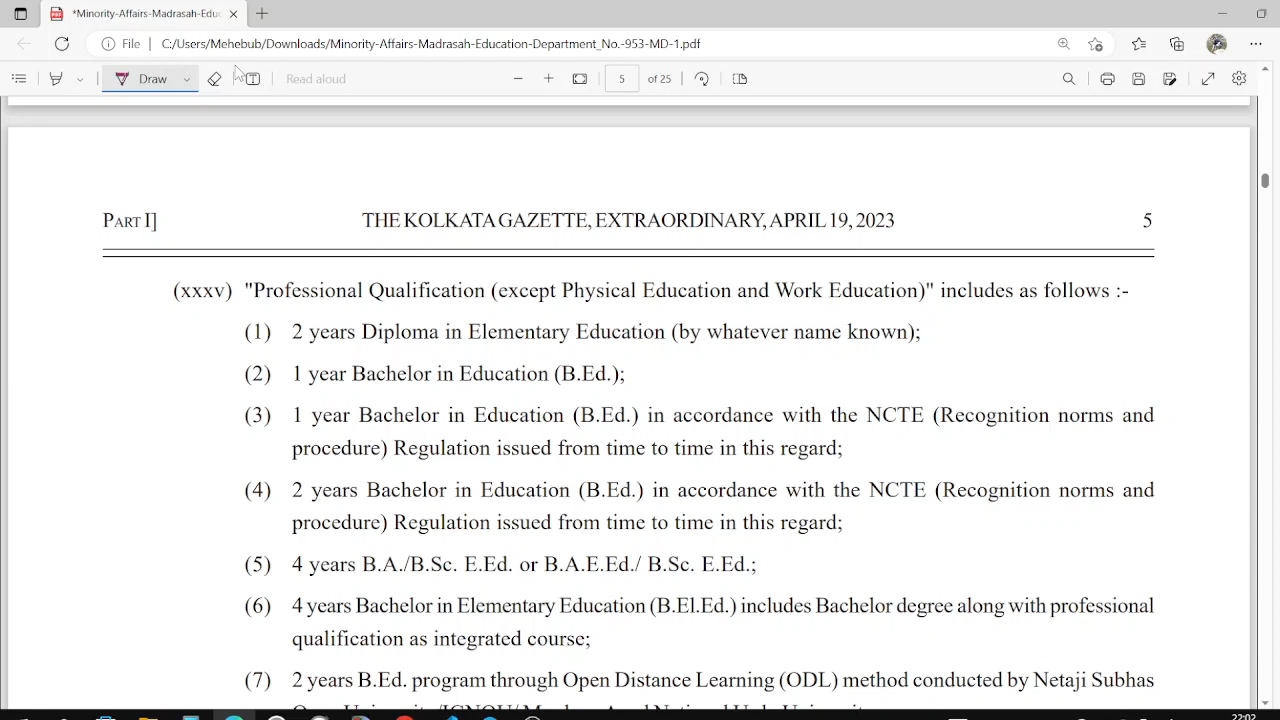 *Minority-Affairs-Madrasah-Edu
File
C:/Users/Mehebub/Downloads/Minority-Affairs-Madrasah-Education-Department_No.-953-MD-1.pdf
Draw
Read aloud
5 of 25
PART I] THE KOLKATA GAZETTE, EXTRAORDINARY, APRIL 19, 2023 5
(xxxv) "Professional Qualification (except Physical Education and Work Education)" includes as follows :-
(1) 2 years Diploma in Elementary Education (by whatever name known);
(2) 1 year Bachelor in Education (B.Ed.);
(3) 1 year Bachelor in Education (B.Ed.) in accordance with the NCTE (Recognition norms and
procedure) Regulation issued from time to time in this regard;
(4) 2 years Bachelor in Education (B.Ed.) in accordance with the NCTE (Recognition norms and
procedure) Regulation issued from time to time in this regard;
(5) 4 years B.A./B.Sc. E.Ed. or B.A.E.Ed./ B.Sc. E.Ed.;
(6) 4 years Bachelor in Elementary Education (B.El.Ed.) includes Bachelor degree along with professional
qualification as integrated course;
(7) 2 years B.Ed. program through Open Distance Learning (ODL) method conducted by Netaji Subhas
22:02